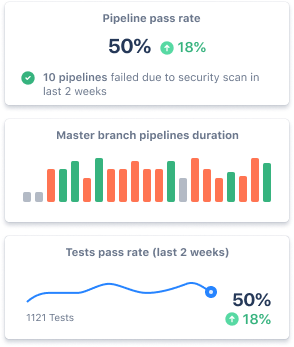 Pipeline pass rate
50% 18%
10 pipelines failed due to security scan in
last 2 weeks
Master branch pipelines duration
Tests pass rate (last 2 weeks)
50%
1121 Tests
18%